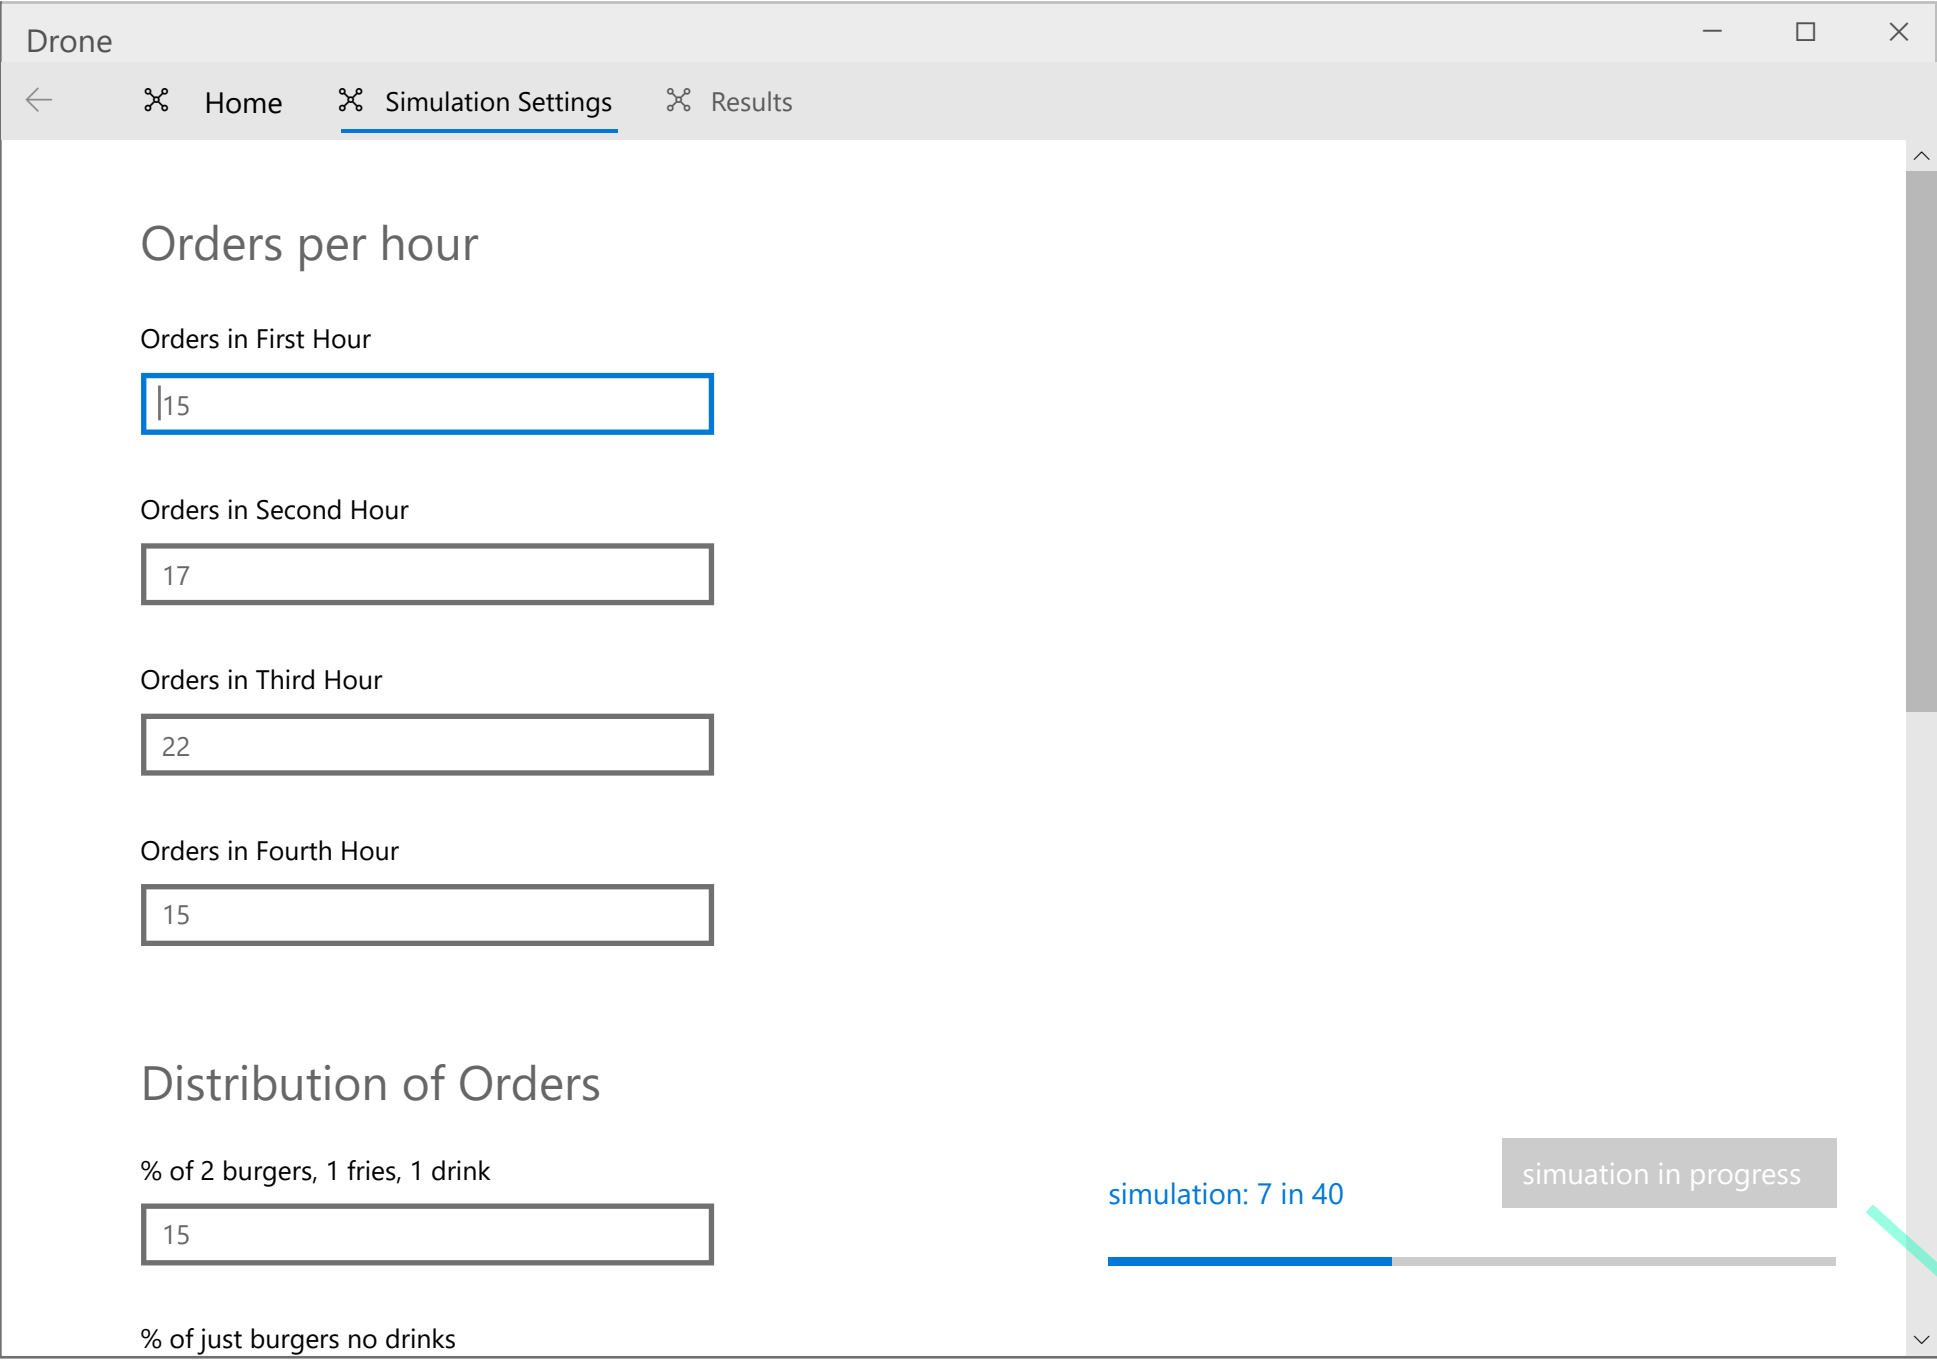 Drone
Home Simulation Settings Results
Orders per hour
Orders in First Hour
15
Orders in Second Hour
17
Orders in Third Hour
22
Orders in Fourth Hour
15
Distribution of Orders
% of 2 burgers, 1 fries, 1 drink
15
% of just burgers no drinks
simulation: 7 in 40
simuation in progress